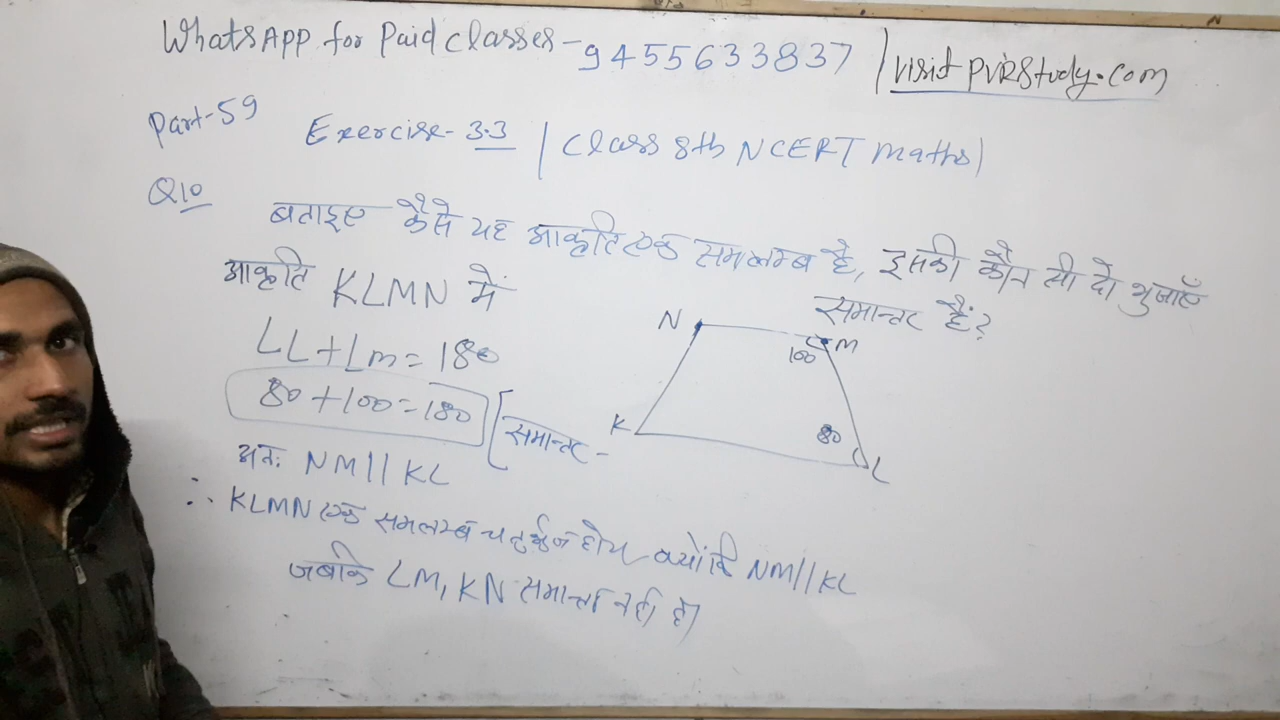 WhatsApp for Paid Classes - 9455633837 / visit pvrstudy.com
Part-59
Exercise-3.3 / Class 8th NCERT maths)
Q10
बताइए कैसे यह आकृति एक समलम्ब है, इसकी कौन सी दो भुजाएँ
समान्तर हैं?
आकृति KLMN में
∠L+∠m=180
80+100=180
[समान्तर -
अतः NM||KL
∴ KLMN एक समलम्ब चतुर्भुज होगा क्योंकि NM||KL
जबकि LM, KN समान्तर नहीं है।
N
M
100
K
80
L